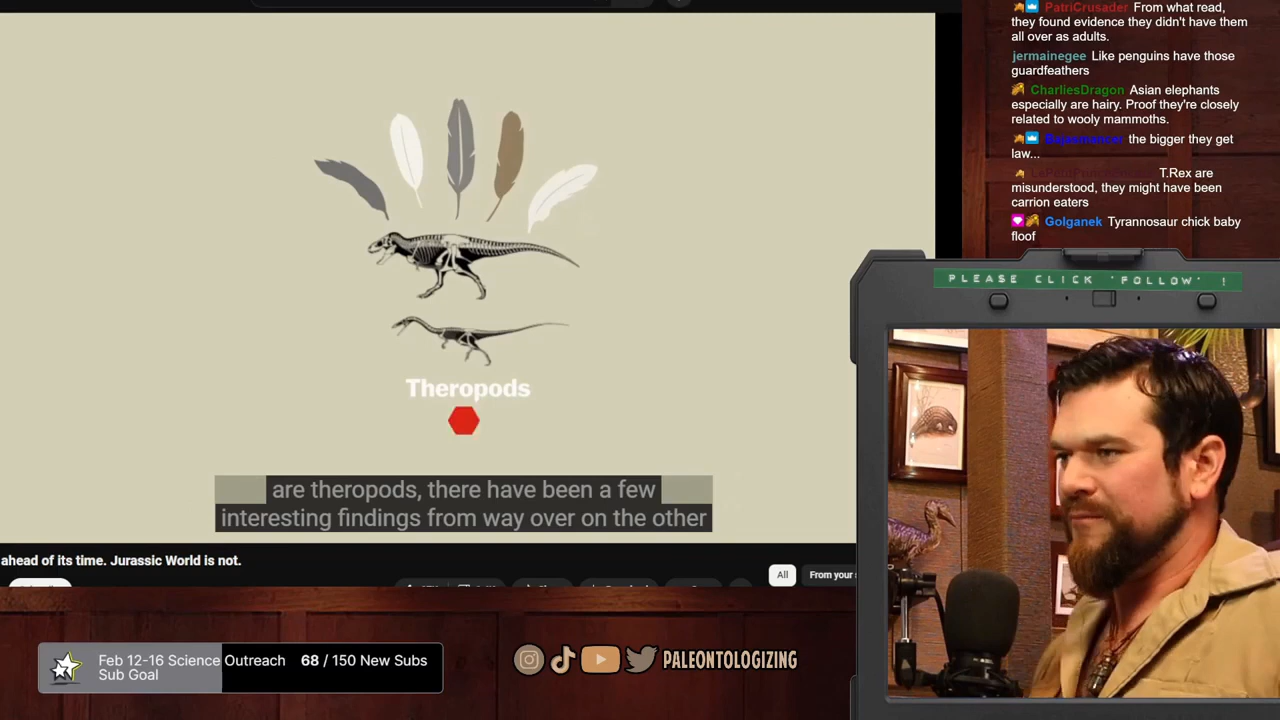 PatriCrusader From what read,
they found evidence they didn't have them
all over as adults.
jermainegee Like penguins have those
guardfeathers
CharliesDragon Asian elephants
especially are hairy. Proof they're closely
related to wooly mammoths.
the bigger they get
law...
T.Rex are
misunderstood, they might have been
carrion eaters
Golganek Tyrannosaur chick baby
floof
PLEASE CLICK 'FOLLOW' !
Theropods
are theropods, there have been a few
interesting findings from way over on the other
ahead of its time. Jurassic World is not.
All
From your
Feb 12-16 Science Outreach 68 / 150 New Subs
Sub Goal
PALEONTOLOGIZING